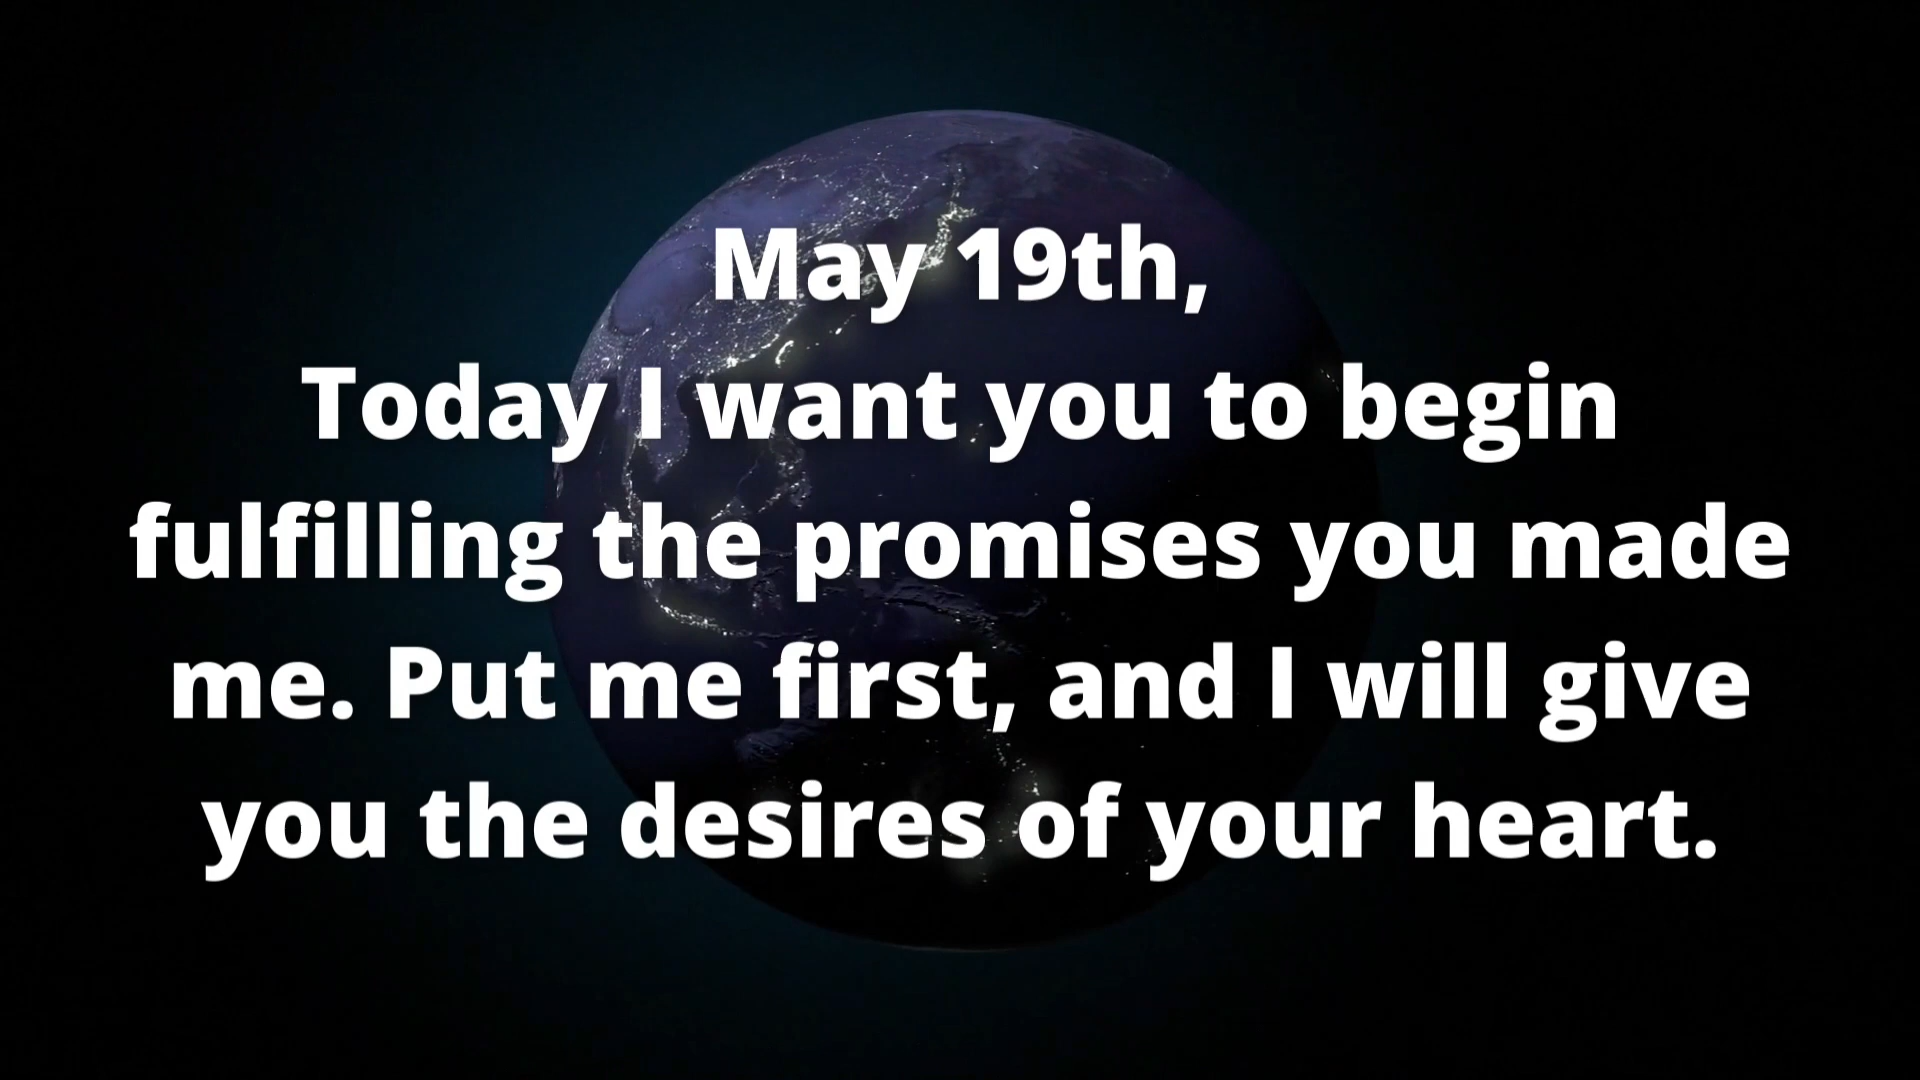 May 19th,
Today I want you to begin
fulfilling the promises you made
me. Put me first, and I will give
you the desires of your heart.